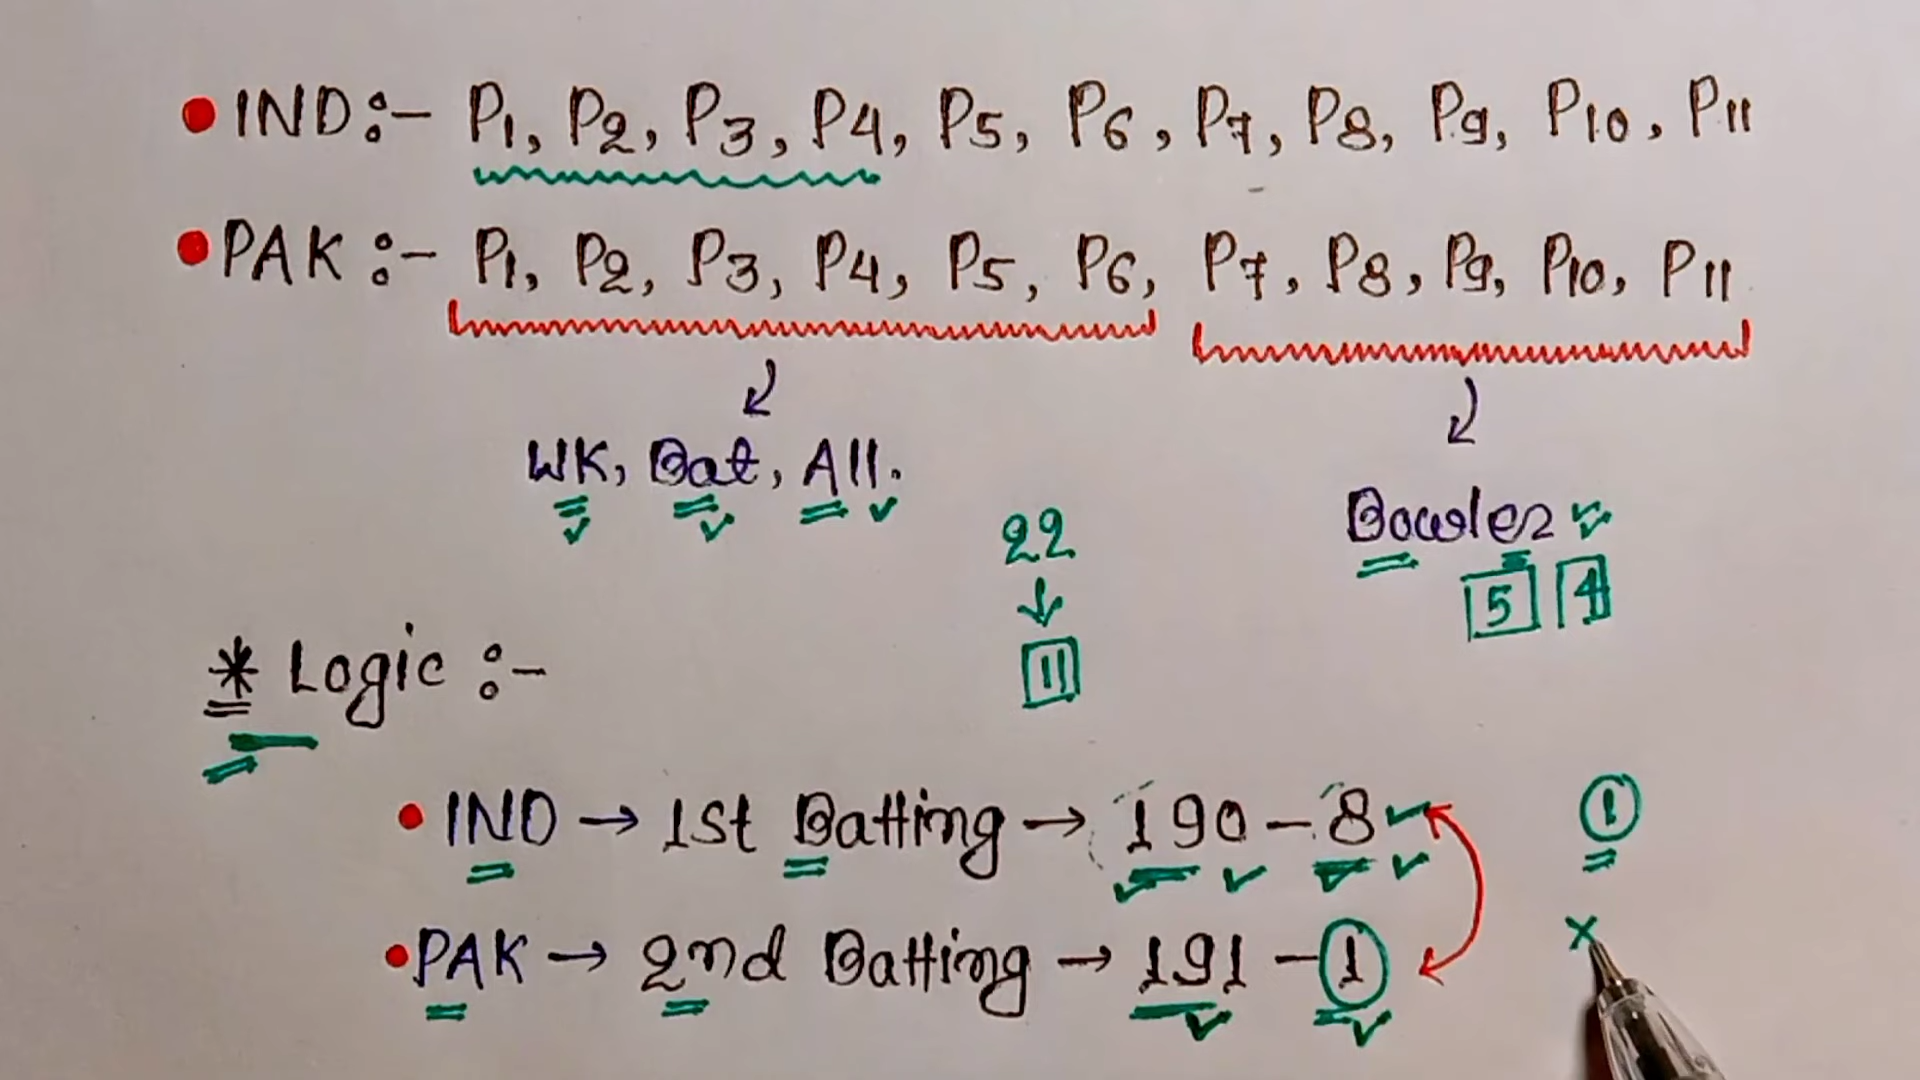 IND :- P1, P2, P3, P4, P5, P6, P7, P8, P9, P10, P11
PAK :- P1, P2, P3, P4, P5, P6, P7, P8, P9, P10, P11
WK, Bat, All.
Bowler
22
5 4
11
* Logic :-
IND → 1st Batting → 190 - 8
1
PAK → 2nd Batting → 191 - 1
x